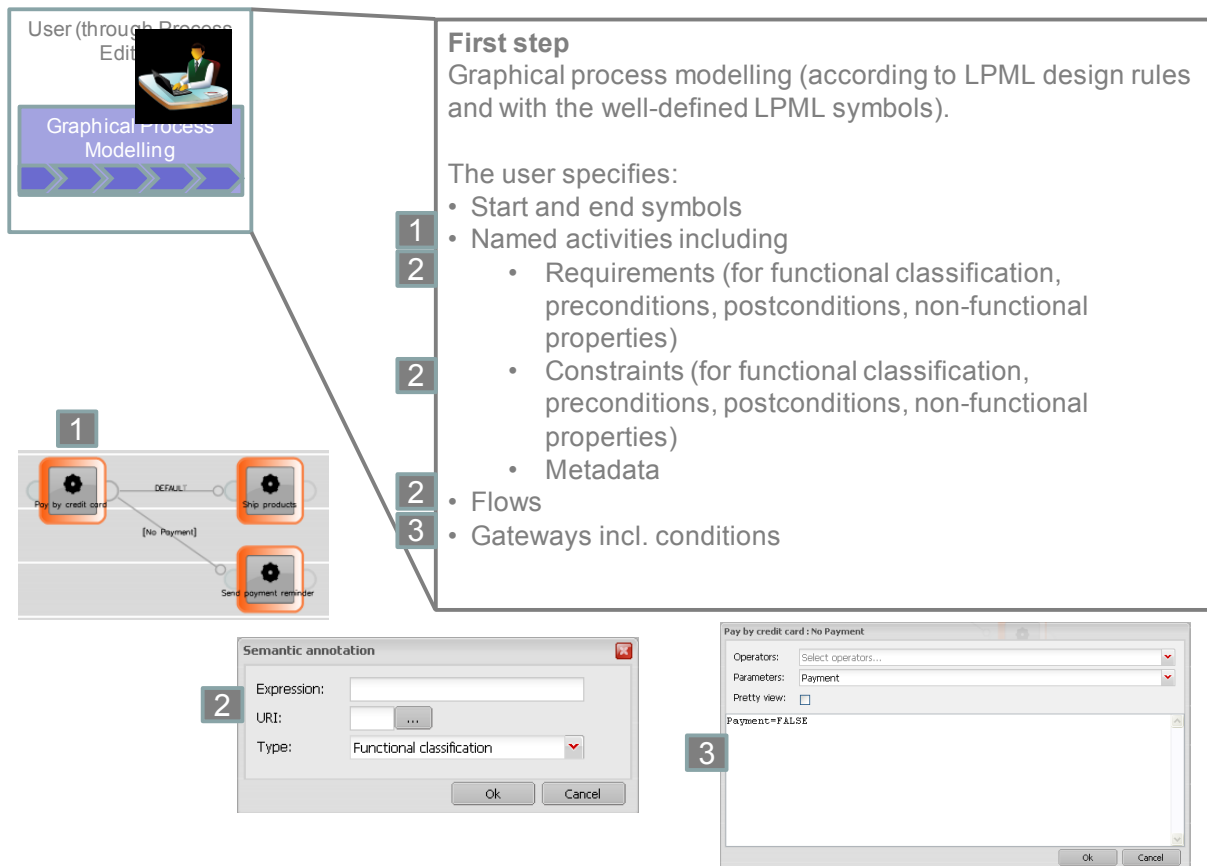 User (through Process
Edit
Graphical Process
Modelling
First step
Graphical process modelling (according to LPML design rules
and with the well-defined LPML symbols).
The user specifies:
• Start and end symbols
1 • Named activities including
2 • Requirements (for functional classification,
preconditions, postconditions, non-functional
properties)
2 • Constraints (for functional classification,
preconditions, postconditions, non-functional
properties)
• Metadata
2 • Flows
3 • Gateways incl. conditions
1
Pay by credit card
DEFAULT
Ship products
[No Payment]
Send payment reminder
Semantic annotation
2
Expression:
URI: ...
Type: Functional classification
Ok Cancel
Pay by credit card : No Payment
Operators: Select operators...
Parameters: Payment
Pretty view:
Payment=FALSE
3
Ok Cancel